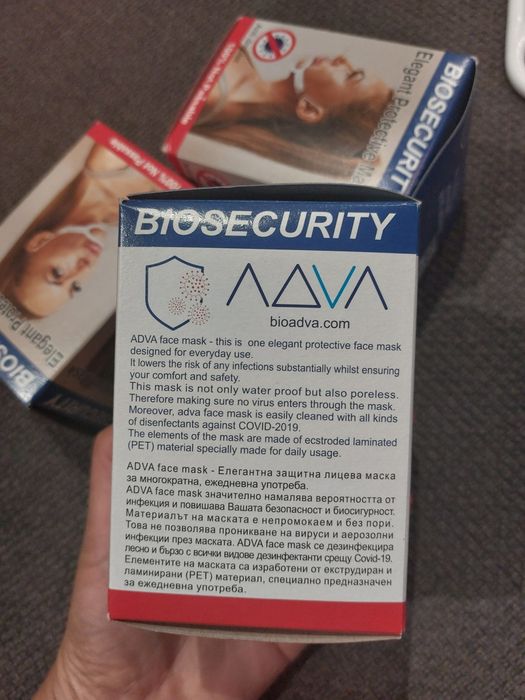 Elegant Protective
BIOSECURIT
100% Not Passable
Elegant
BIOS
BIOSECURITY
ADVA
bioadva.com
ADVA face mask - this is one elegant protective face mask
designed for everyday use.
It lowers the risk of any infections substantially whilst ensuring
your comfort and safety.
This mask is not only water proof but also poreless.
Therefore making sure no virus enters through the mask.
Moreover, adva face mask is easily cleaned with all kinds
of disenfectants against COVID-2019.
The elements of the mask are made of ecstroded laminated
(PET) material specially made for daily usage.
ADVA face mask - Елегантна защитна лицева маска
за многократна, ежедневна употреба.
ADVA face mask значително намалява вероятността от
инфекция и повишава Вашата безопасност и биосигурност.
Материалът на маската е непромокаем и без пори.
Това не позволява проникване на вируси и аерозолни
инфекции през маската. ADVA face mask се дезинфекцира
лесно и бързо с всички видове дезинфектанти срещу Covid-19.
Елементите на маската са изработени от екструдиран и
ламинирани (PET) материал, специално предназначен
за ежедневна употреба.